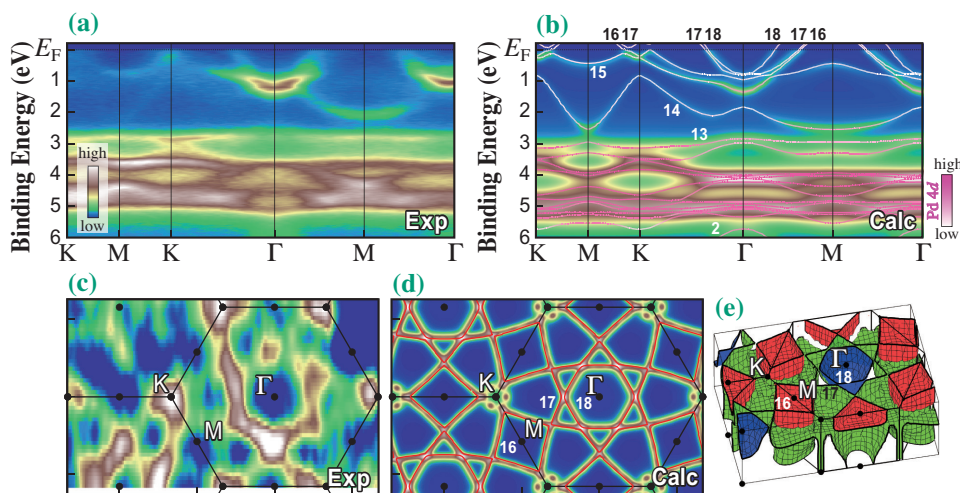 (a)
(b)
Binding Energy (eV)
E_F
1
2
3
4
5
6
high
low
Exp
K M K Γ M Γ
Binding Energy (eV)
E_F
1
2
3
4
5
6
16 17 17 18 18 17 16
15
14
13
2
Calc
K M K Γ M Γ
high
Pd 4d
low
(c)
(d)
(e)
K
Γ
M
Exp
K
Γ
17 18
M
16
Calc
K
Γ
18
M
17
16